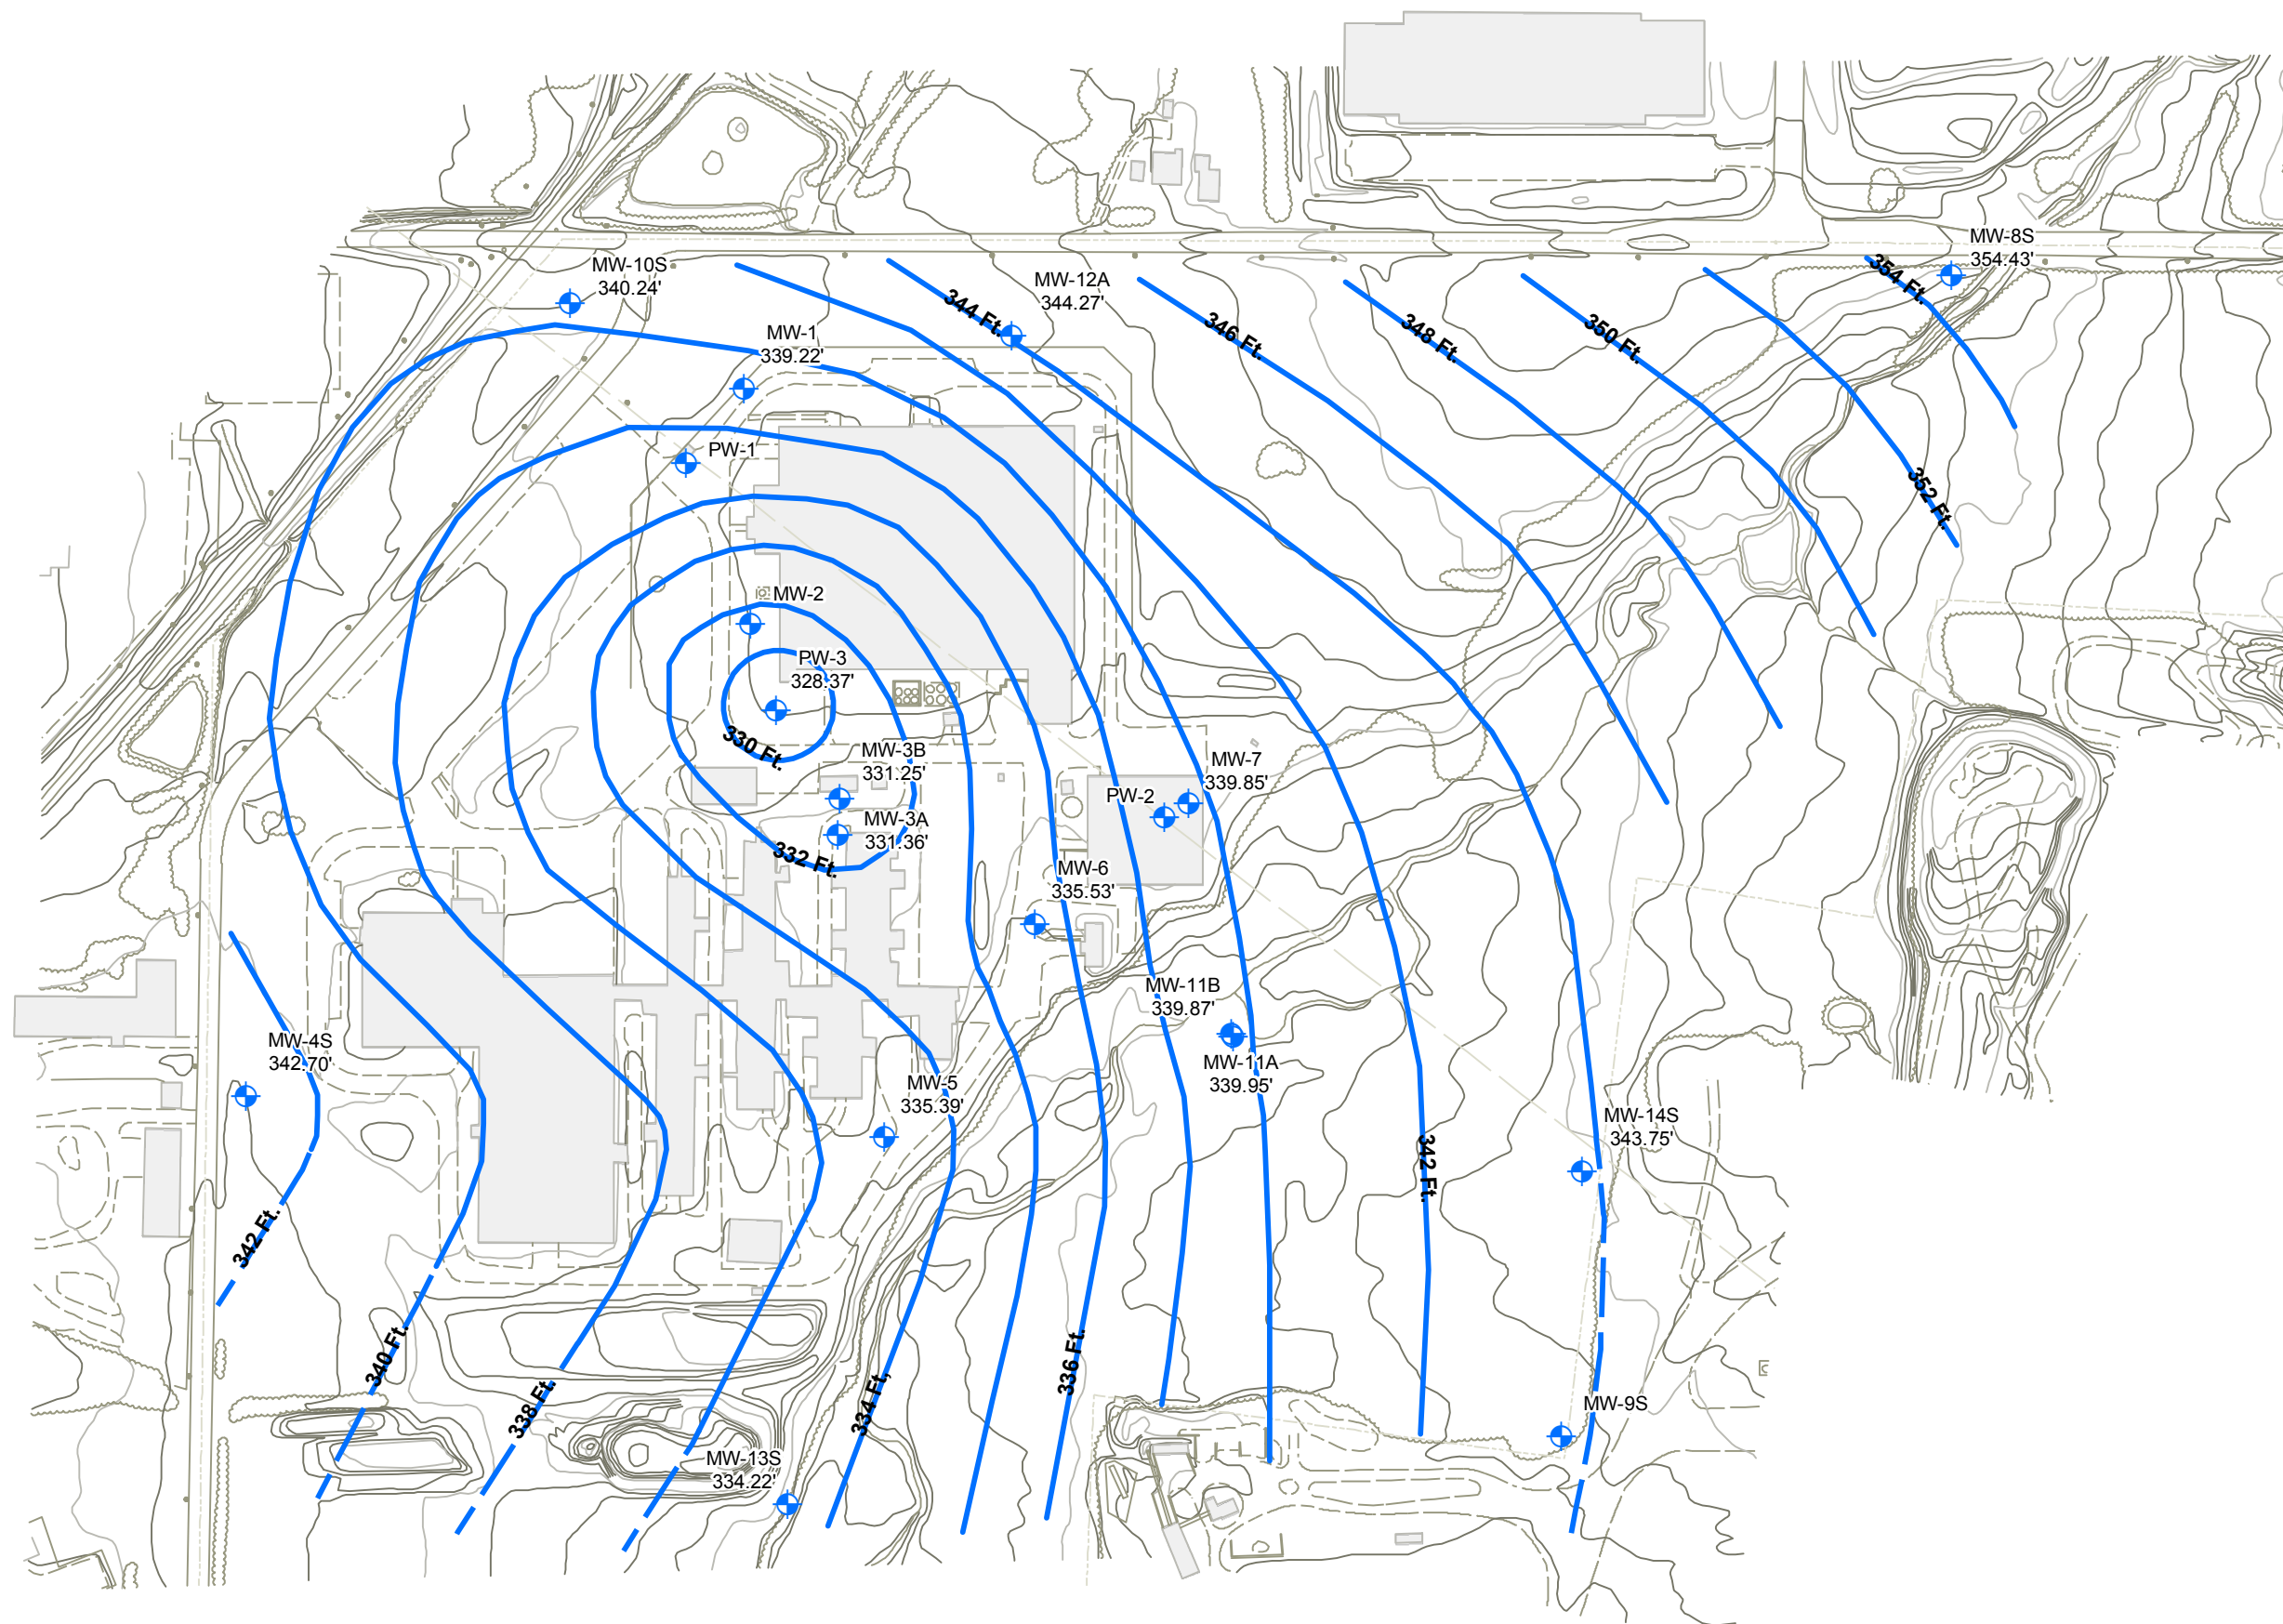 MW-8S
354.43'
354 Ft.
MW-10S
340.24'
MW-12A
344.27'
344 Ft.
346 Ft.
348 Ft.
350 Ft.
MW-1
339.22'
PW-1
352 Ft.
MW-2
PW-3
328.37'
330 Ft.
MW-3B
331.25'
MW-7
339.85'
PW-2
MW-3A
331.36'
332 Ft.
MW-6
335.53'
MW-11B
339.87'
MW-4S
342.70'
MW-11A
339.95'
MW-5
335.39'
MW-14S
343.75'
342 Ft.
342 Ft.
340 Ft.
338 Ft.
334 Ft,
336 Ft.
MW-9S
MW-13S
334.22'